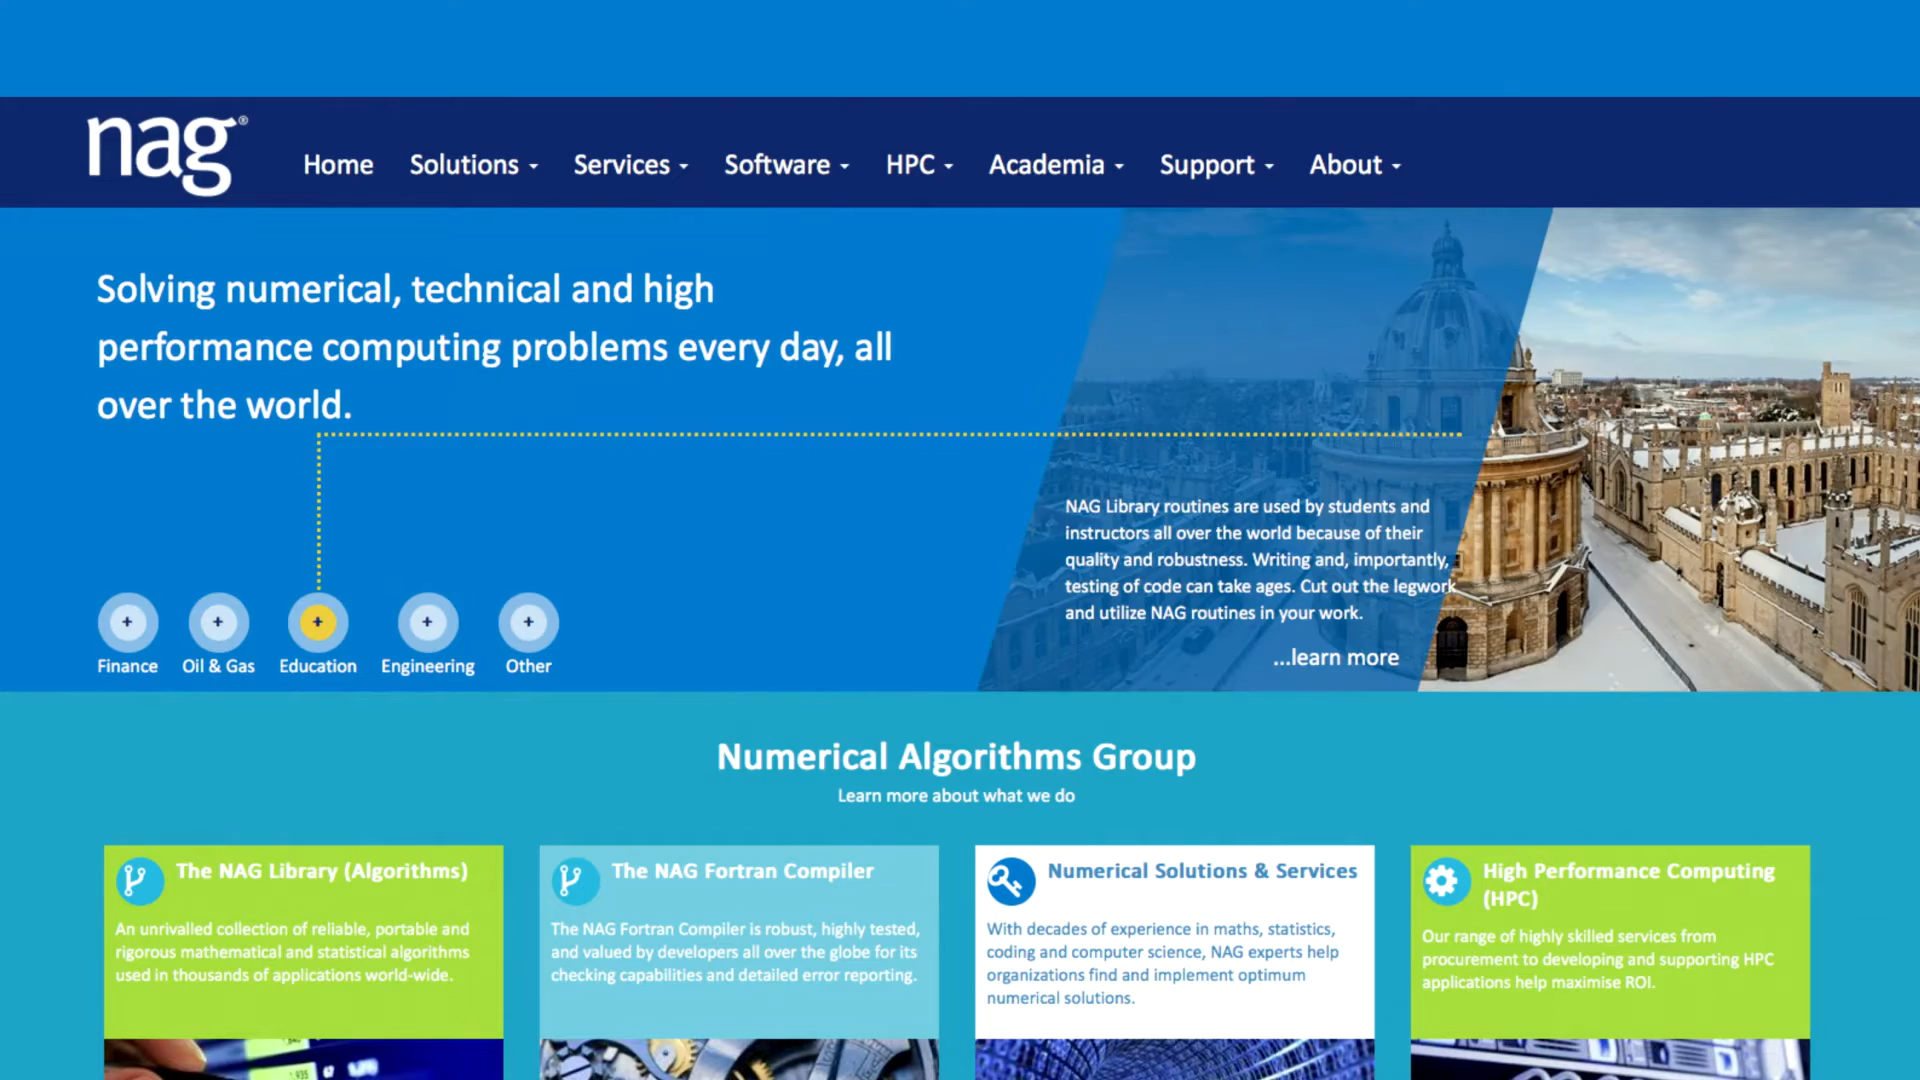 nag®
Home
Solutions
Services
Software
HPC
Academia
Support
About
Solving numerical, technical and high
performance computing problems every day, all
over the world.
NAG Library routines are used by students and
instructors all over the world because of their
quality and robustness. Writing and, importantly,
testing of code can take ages. Cut out the legwork
and utilize NAG routines in your work.
...learn more
+ + + + +
Finance
Oil & Gas
Education
Engineering
Other
Numerical Algorithms Group
Learn more about what we do
The NAG Library (Algorithms)
An unrivalled collection of reliable, portable and
rigorous mathematical and statistical algorithms
used in thousands of applications world-wide.
The NAG Fortran Compiler
The NAG Fortran Compiler is robust, highly tested,
and valued by developers all over the globe for its
checking capabilities and detailed error reporting.
Numerical Solutions & Services
With decades of experience in maths, statistics,
coding and computer science, NAG experts help
organizations find and implement optimum
numerical solutions.
High Performance Computing
(HPC)
Our range of highly skilled services from
procurement to developing and supporting HPC
applications help maximise ROI.